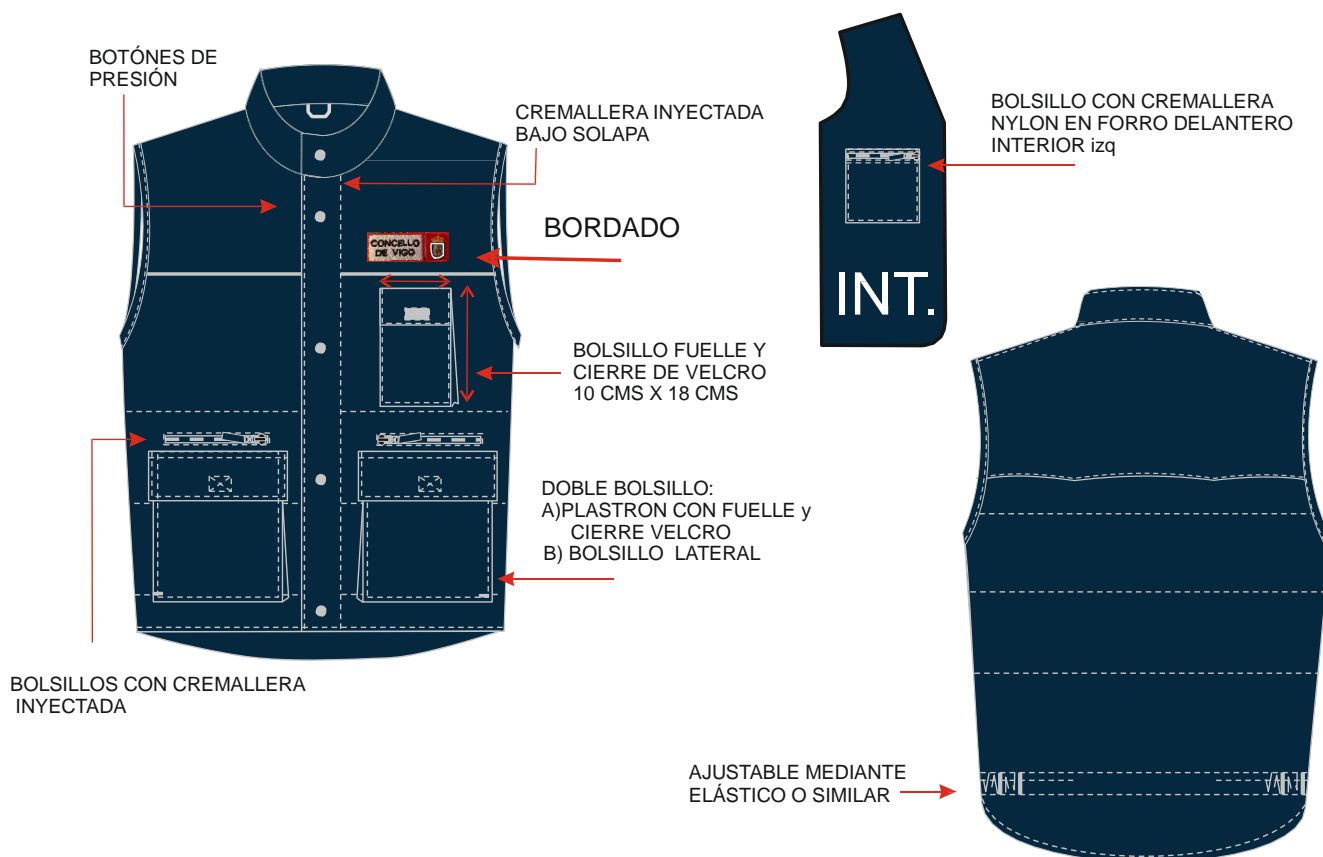 BOTÓNES DE
PRESIÓN
CREMALLERA INYECTADA
BAJO SOLAPA
BORDADO
CONCELLO
DE VIGO
BOLSILLO FUELLE Y
CIERRE DE VELCRO
10 CMS X 18 CMS
DOBLE BOLSILLO:
A)PLASTRON CON FUELLE y
CIERRE VELCRO
B) BOLSILLO LATERAL
BOLSILLOS CON CREMALLERA
INYECTADA
BOLSILLO CON CREMALLERA
NYLON EN FORRO DELANTERO
INTERIOR izq
INT.
AJUSTABLE MEDIANTE
ELÁSTICO O SIMILAR